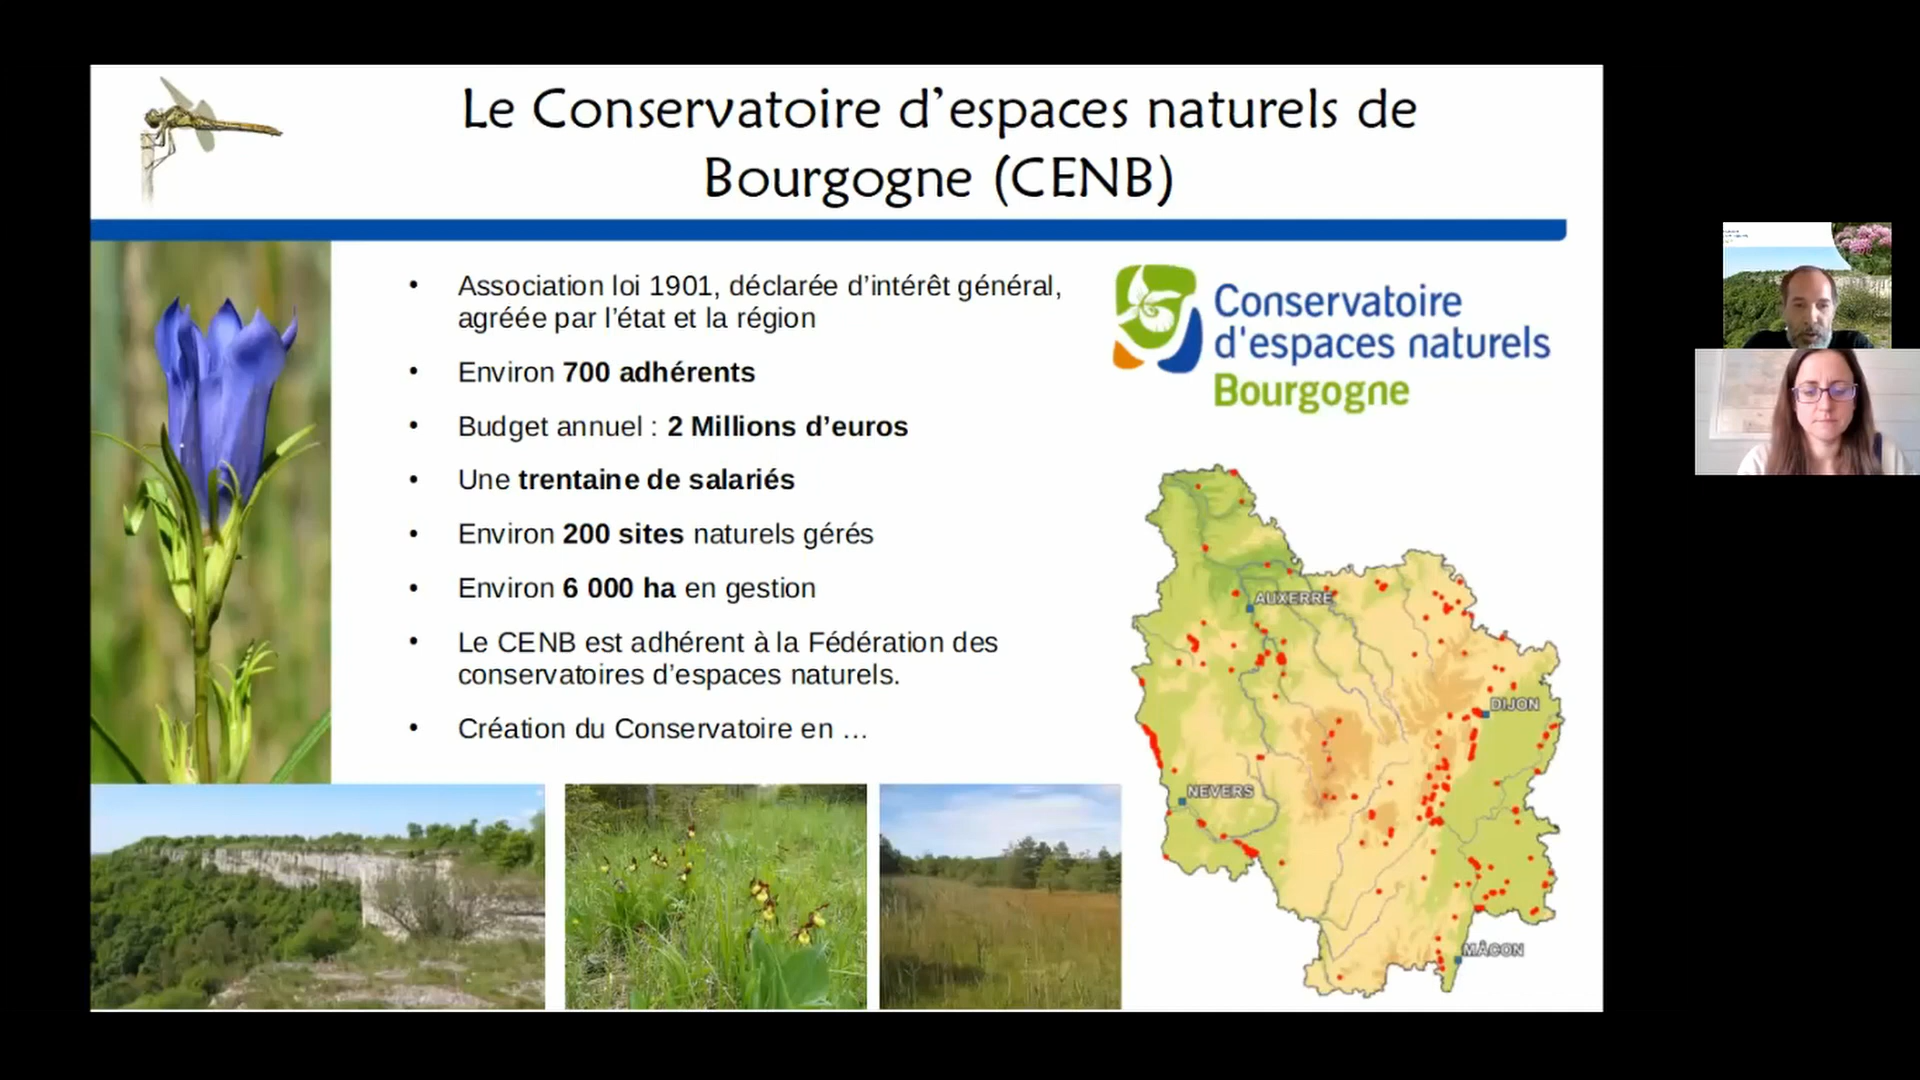 Le Conservatoire d’espaces naturels de
Bourgogne (CENB)
• Association loi 1901, déclarée d’intérêt général,
agréée par l’état et la région
• Environ 700 adhérents
• Budget annuel : 2 Millions d’euros
• Une trentaine de salariés
• Environ 200 sites naturels gérés
• Environ 6 000 ha en gestion
• Le CENB est adhérent à la Fédération des
conservatoires d’espaces naturels.
• Création du Conservatoire en …
Conservatoire
d'espaces naturels
Bourgogne
AUXERRE
DIJON
NEVERS
MÂCON